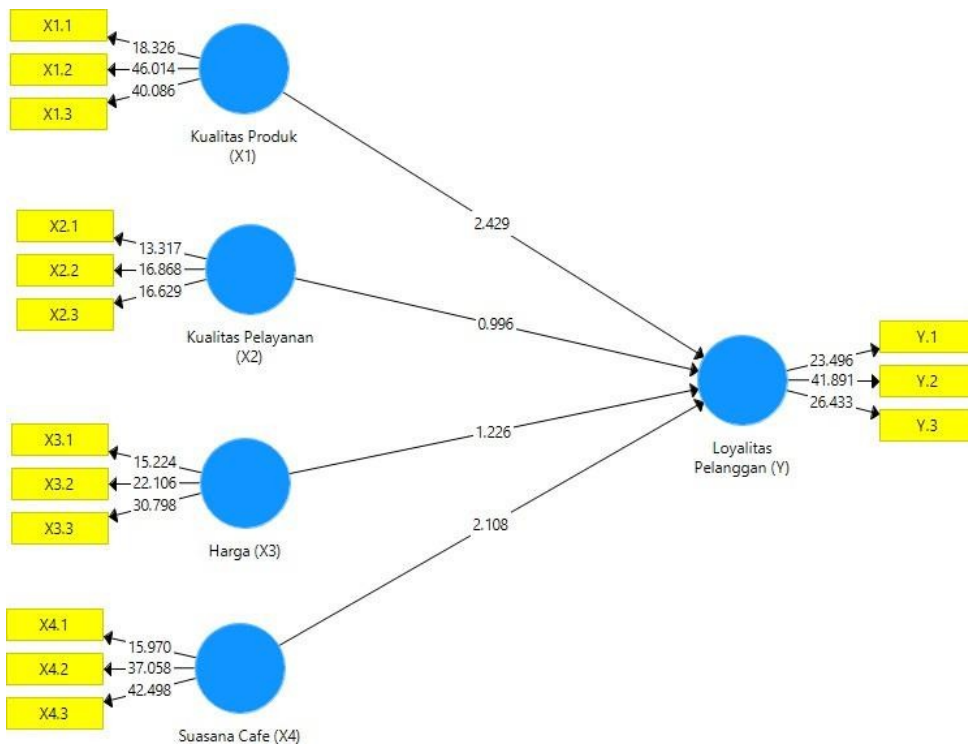 X1.1
18.326
X1.2
46.014
40.086
X1.3
Kualitas Produk
(X1)
2.429
X2.1
13.317
X2.2
16.868
16.629
X2.3
Kualitas Pelayanan
(X2)
0.996
Y.1
23.496
41.891
Y.2
26.433
Y.3
Loyalitas
Pelanggan (Y)
X3.1
15.224
X3.2
22.106
30.798
X3.3
Harga (X3)
1.226
2.108
X4.1
15.970
X4.2
37.058
42.498
X4.3
Suasana Cafe (X4)